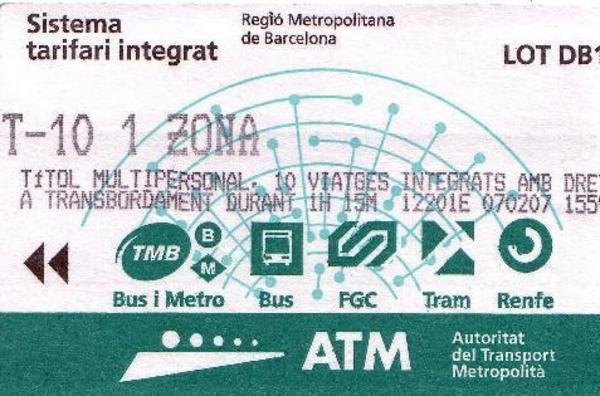 Sistema
tarifari integrat
Regió Metropolitana
de Barcelona
LOT DB1
T-10 1 ZONA
TíTOL MULTIPERSONAL. 10 VIATGES INTEGRATS AMB DRET
A TRANSBORDAMENT DURANT 1H 15M 12201E 070207 155
TMB B M
Bus i Metro Bus FGC Tram Renfe
ATM
Autoritat
del Transport
Metropolità